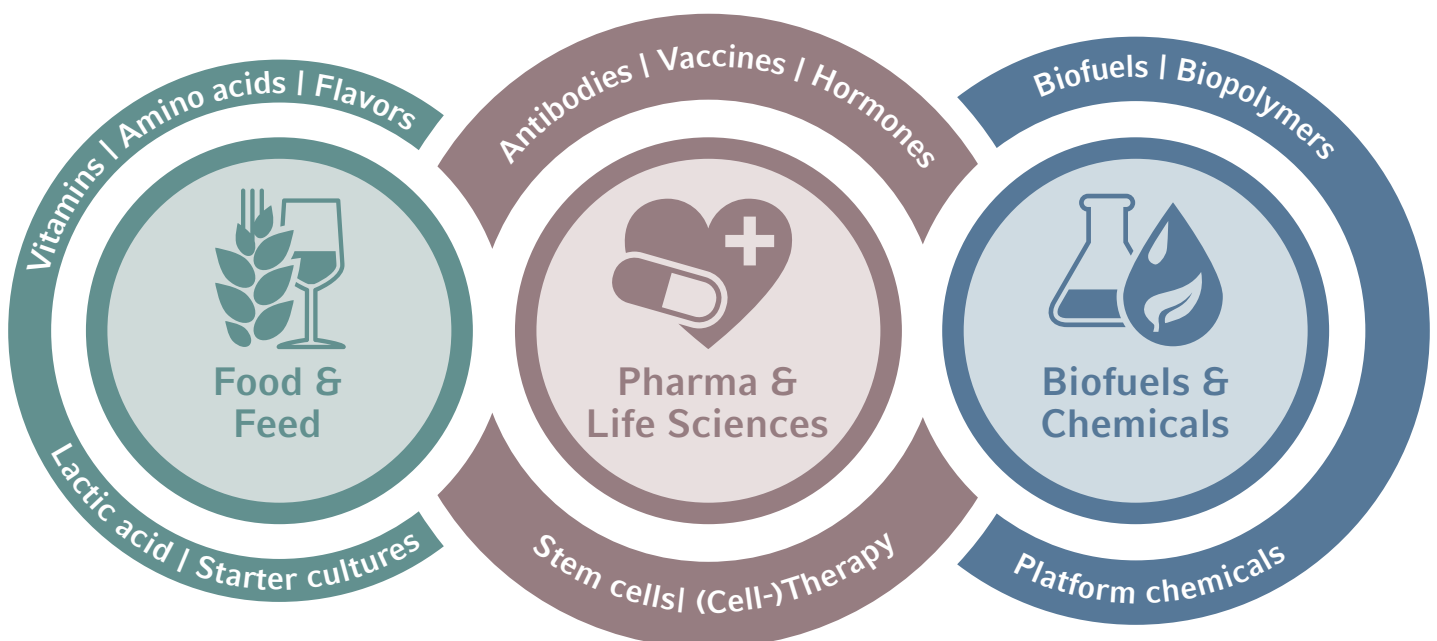 Vitamins | Amino acids | Flavors
Food &
Feed
Lactic acid | Starter cultures
Antibodies | Vaccines | Hormones
Pharma &
Life Sciences
Stem cells| (Cell-)Therapy
Biofuels | Biopolymers
Biofuels &
Chemicals
Platform chemicals